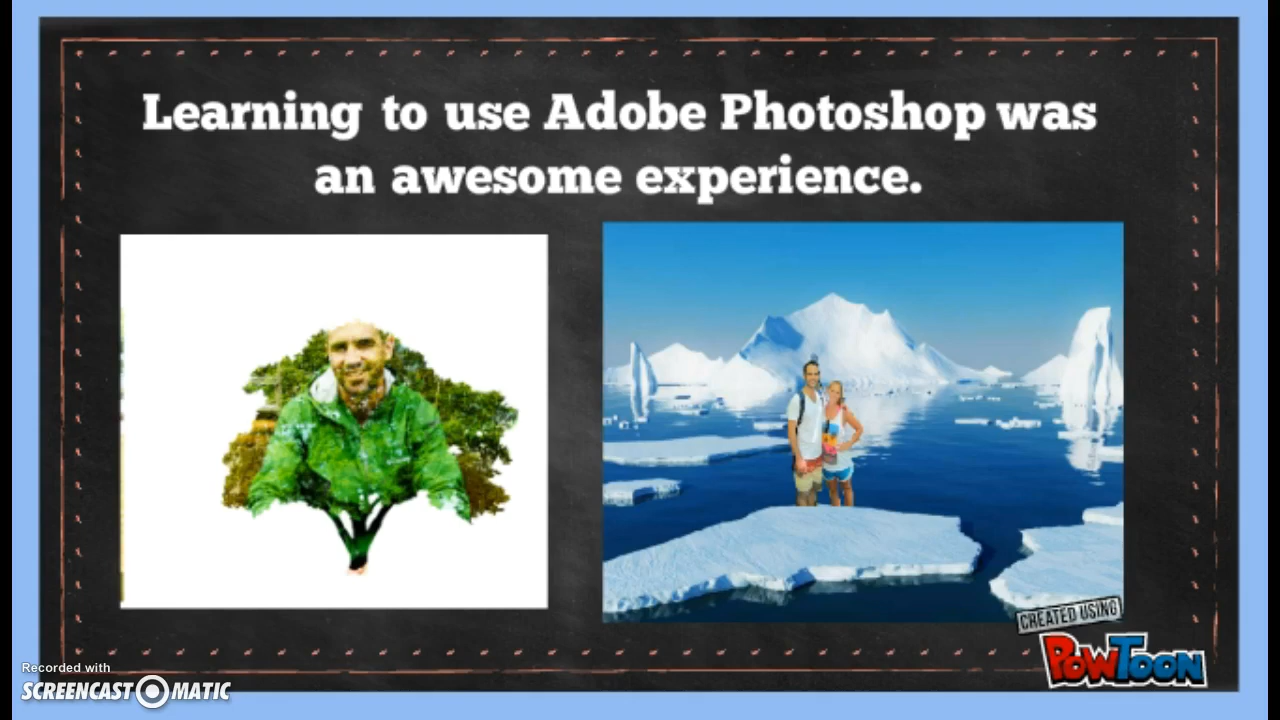 Learning to use Adobe Photoshop was
an awesome experience.
CREATED USING
POWTOON
Recorded with
SCREENCAST-O-MATIC